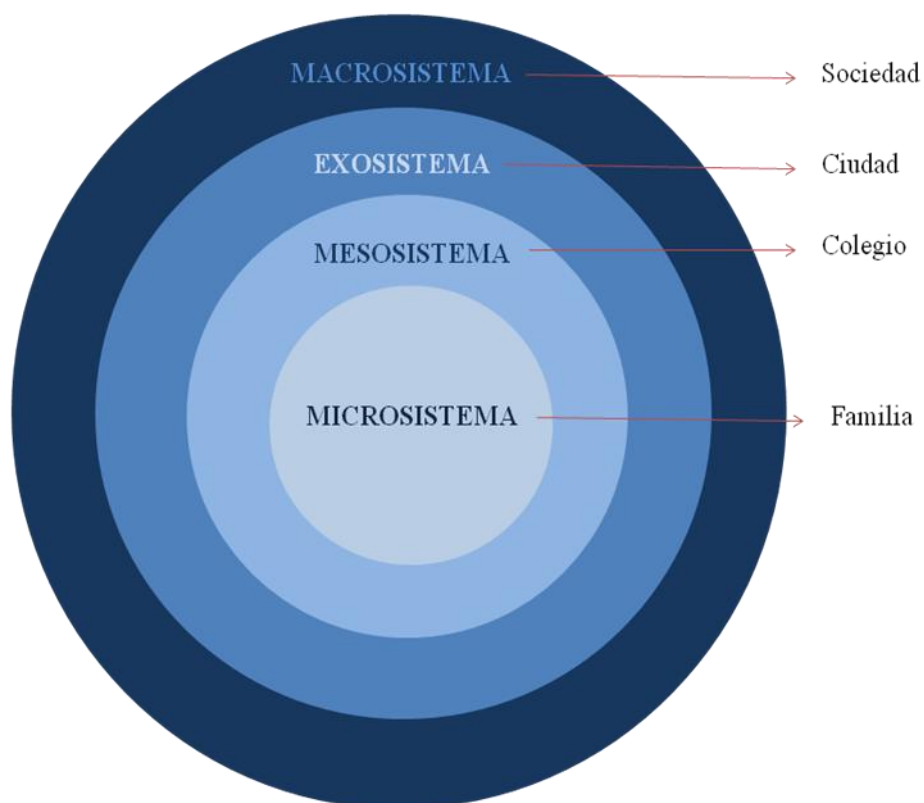 MACROSISTEMA Sociedad
EXOSISTEMA Ciudad
MESOSISTEMA Colegio
MICROSISTEMA Familia